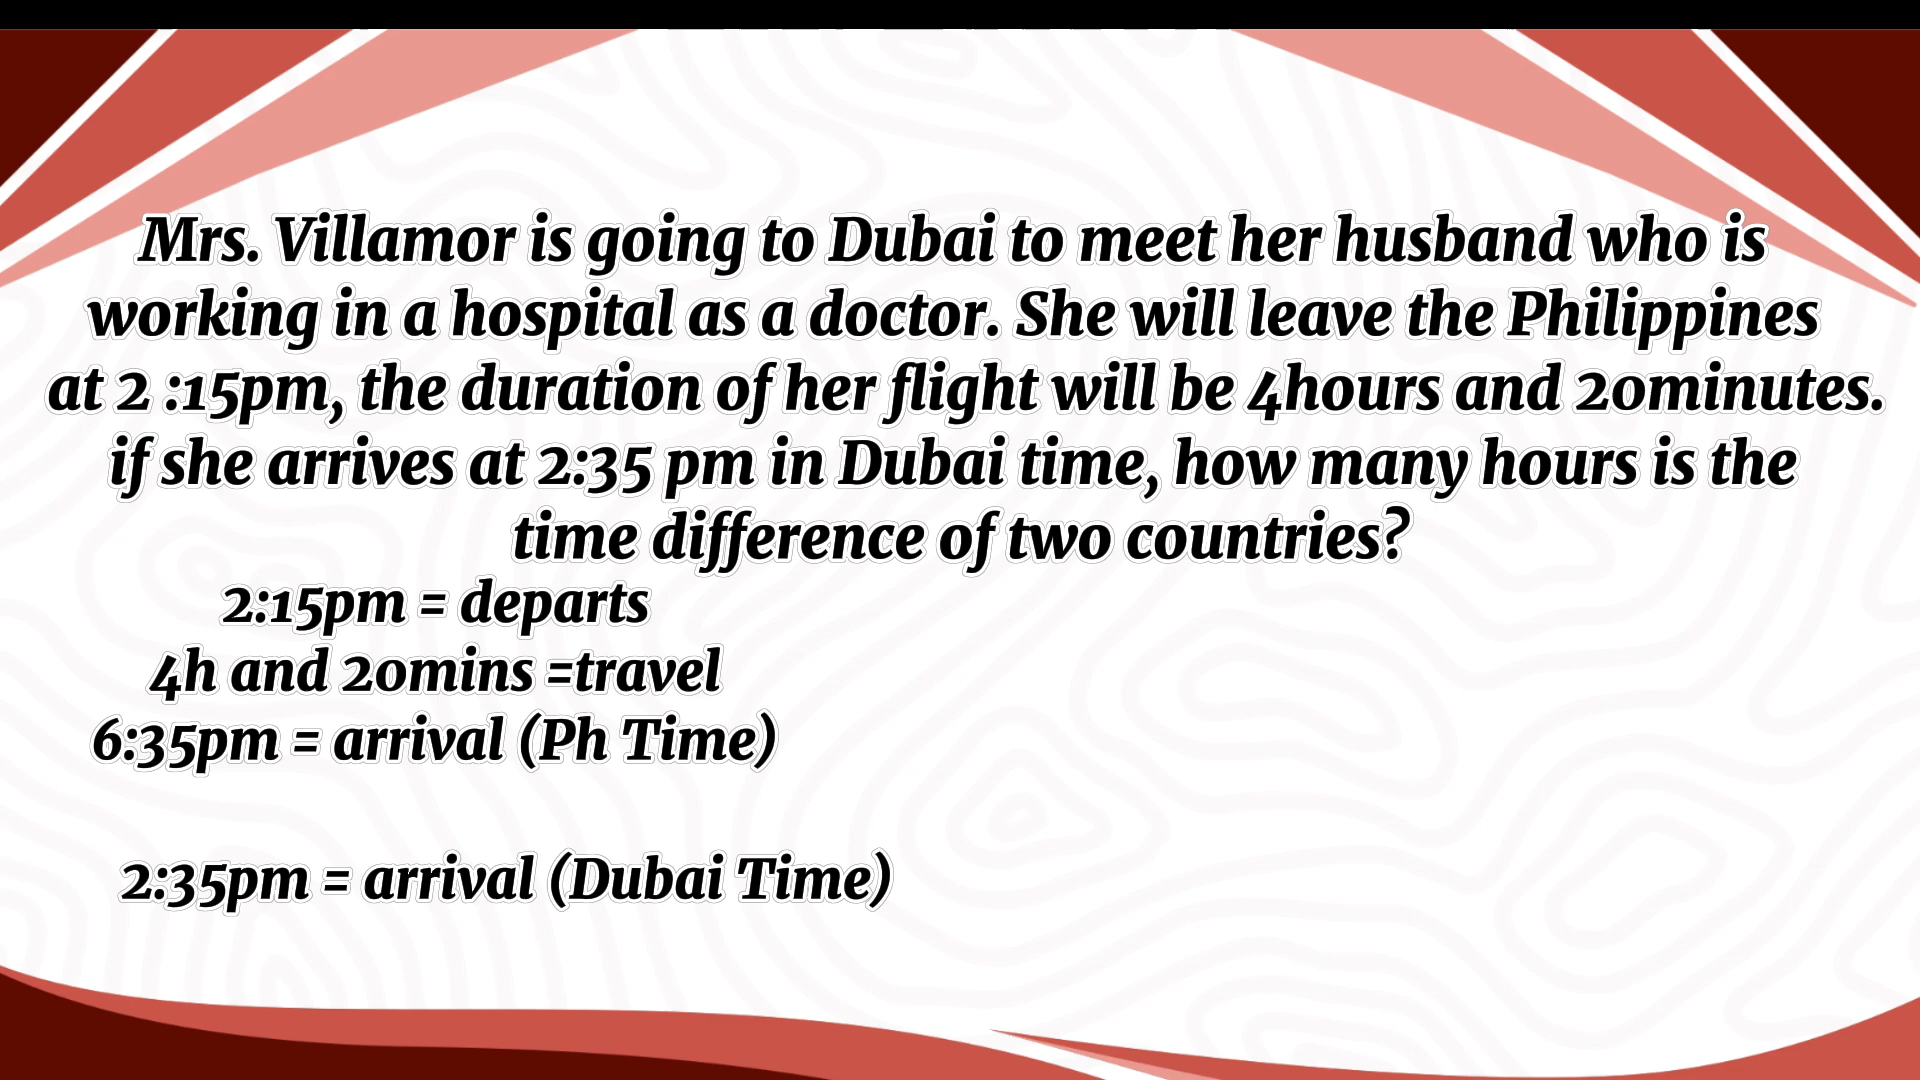 Mrs. Villamor is going to Dubai to meet her husband who is
working in a hospital as a doctor. She will leave the Philippines
at 2 :15pm, the duration of her flight will be 4hours and 20minutes.
if she arrives at 2:35 pm in Dubai time, how many hours is the
time difference of two countries?
2:15pm = departs
4h and 20mins =travel
6:35pm = arrival (Ph Time)
2:35pm = arrival (Dubai Time)